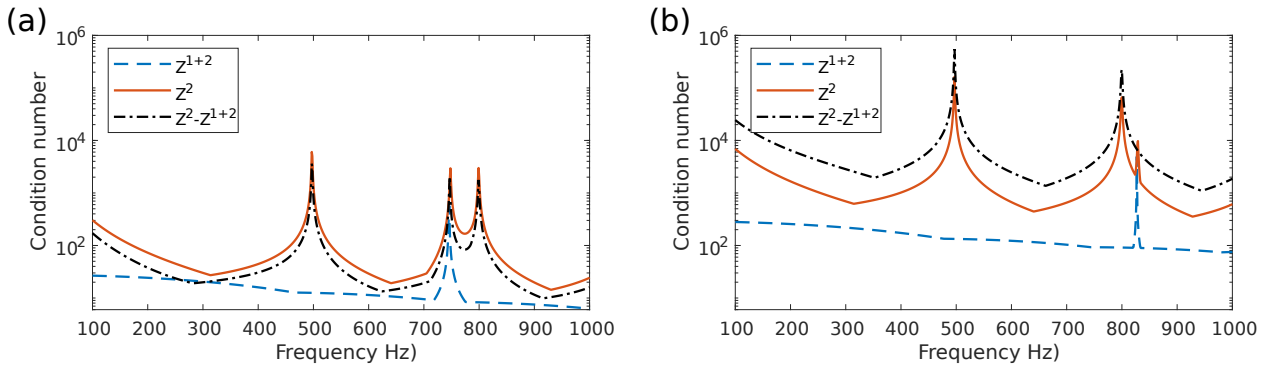 (a)
Condition number
10^6
10^4
10^2
Z^{1+2}
Z^2
Z^2-Z^{1+2}
100 200 300 400 500 600 700 800 900 1000
Frequency Hz)
(b)
Condition number
10^6
10^4
10^2
Z^{1+2}
Z^2
Z^2-Z^{1+2}
100 200 300 400 500 600 700 800 900 1000
Frequency Hz)